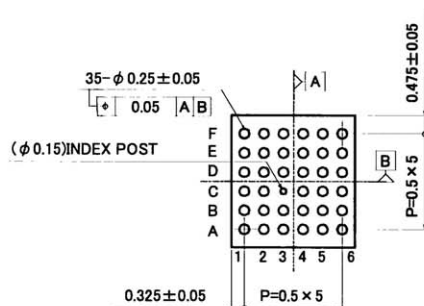 35-φ0.25±0.05
⌖ 0.05 A B
A
0.475±0.05
(φ0.15)INDEX POST
F
E
D
C
B
A
B
P=0.5×5
1 2 3 4 5 6
0.325±0.05 P=0.5×5